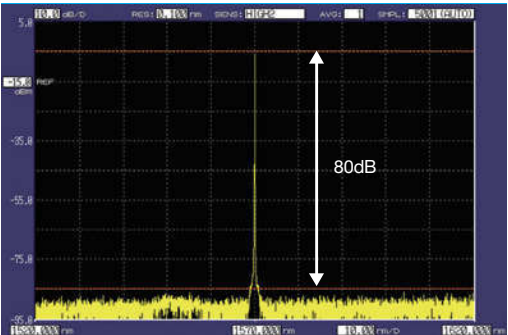 10.0 dB/D RES: 0.100 nm SENS: HIGH2 AVG: 1 SMPL: 5001(AUTO)
5.0
-15.0 REF
dBm
-35.0
80dB
-55.0
-75.0
-95.0
1520.000 nm 1570.000 nm 10.00 nm/D 1620.000 nm